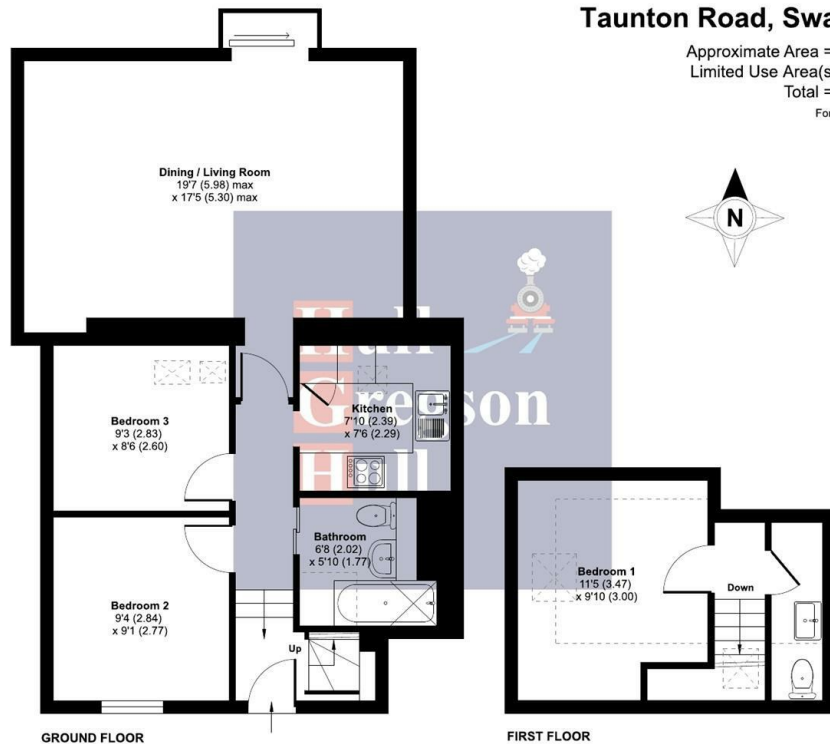 Taunton Road, Swa
Approximate Area =
Limited Use Area(s
Total =
For
N
Dining / Living Room
19'7 (5.98) max
x 17'5 (5.30) max
Hull
Gregson
Hull
Bedroom 3
9'3 (2.83)
x 8'6 (2.60)
Kitchen
7'10 (2.39)
x 7'6 (2.29)
Bathroom
6'8 (2.02)
x 5'10 (1.77)
Bedroom 2
9'4 (2.84)
x 9'1 (2.77)
Up
Bedroom 1
11'5 (3.47)
x 9'10 (3.00)
Down
GROUND FLOOR
FIRST FLOOR